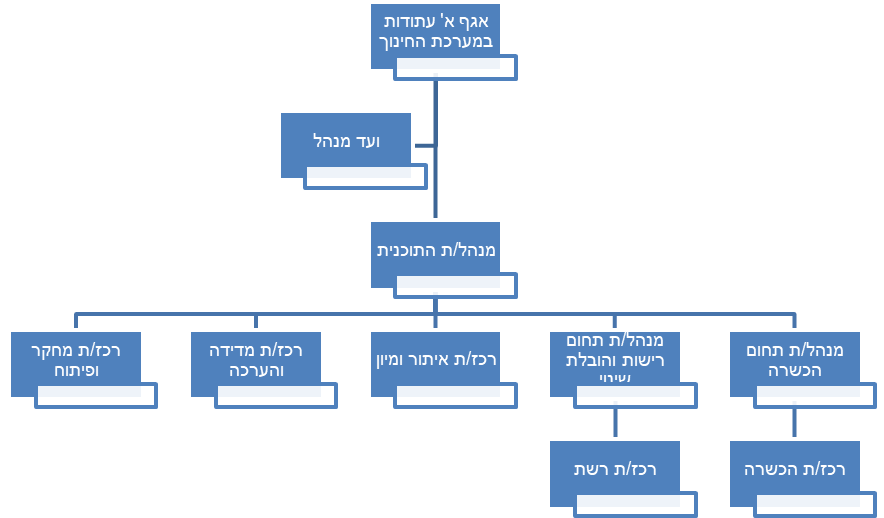 אגף א' עתודות
במערכת החינוך
ועד מנהל
מנהל/ת התוכנית
מנהל/ת תחום
הכשרה
מנהל/ת תחום
רישות והובלת
רכז/ת איתור ומיון
רכז/ת מדידה
והערכה
רכז/ת מחקר
ופיתוח
רכז/ת הכשרה
רכז/ת רשת